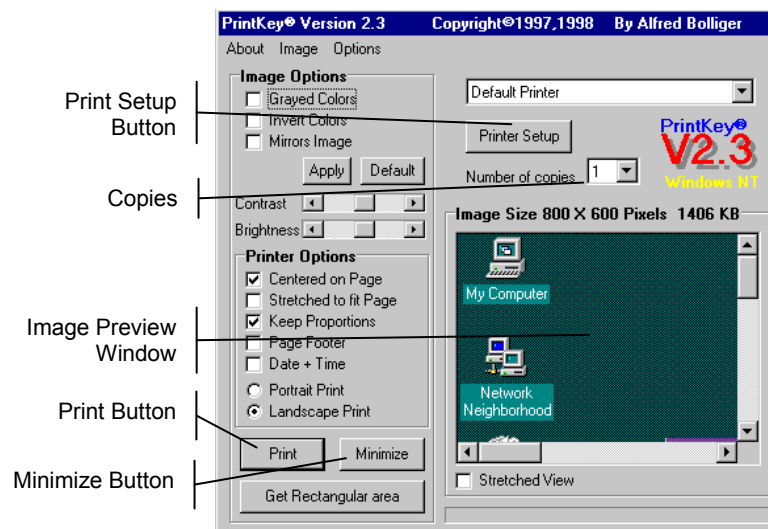 PrintKey® Version 2.3 Copyright©1997,1998 By Alfred Bolliger
About Image Options
Image Options
Grayed Colors
Invert Colors
Mirrors Image
Apply Default
Contrast
Brightness
Printer Options
Centered on Page
Stretched to fit Page
Keep Proportions
Page Footer
Date + Time
Portrait Print
Landscape Print
Print Minimize
Get Rectangular area
Default Printer
Printer Setup
PrintKey®
V2.3
Windows NT
Number of copies 1
Image Size 800 X 600 Pixels 1406 KB
My Computer
Network
Neighborhood
Stretched View
Print Setup
Button
Copies
Image Preview
Window
Print Button
Minimize Button